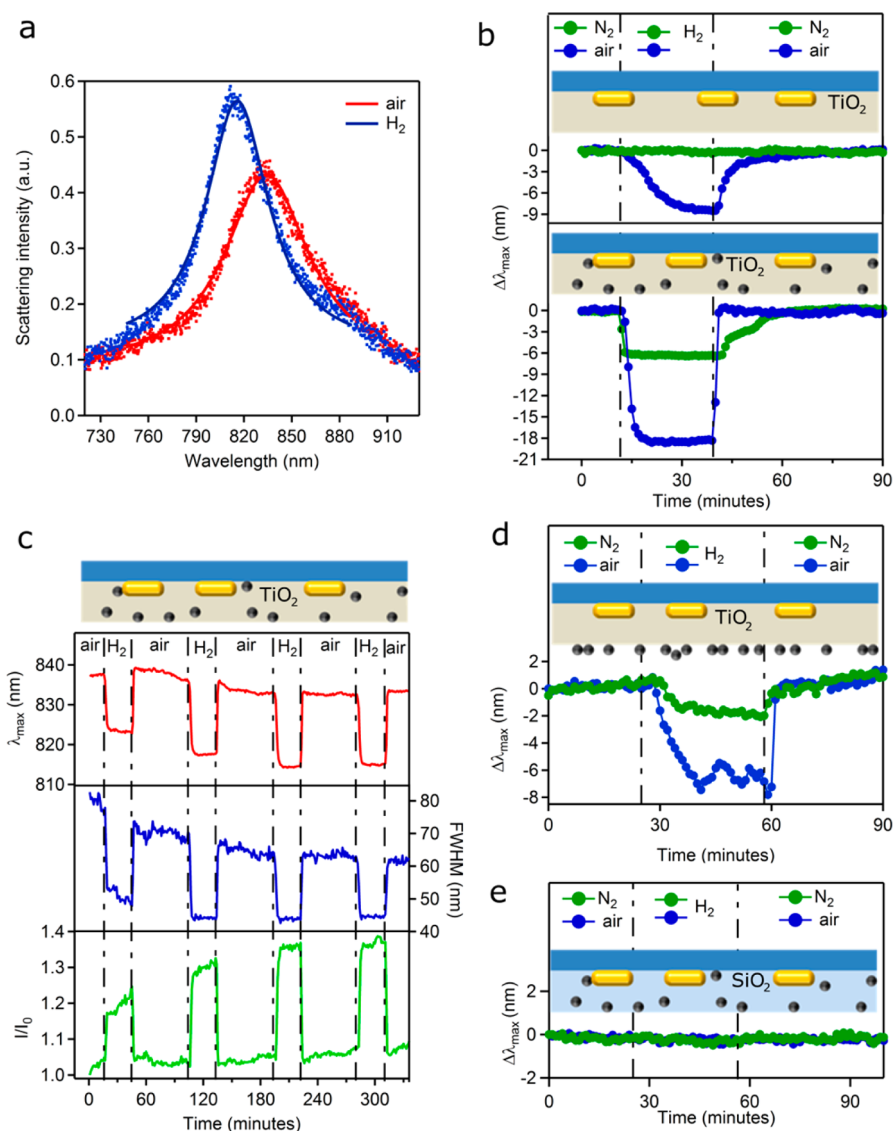 a
0.6
0.5
0.4
0.3
0.2
0.1
0.0
Scattering intensity (a.u.)
air
H2
730 760 790 820 850 880 910
Wavelength (nm)
b
N2 H2 N2
air air
TiO2
0
-3
-6
-9
TiO2
Δλmax (nm)
0
-3
-6
-9
-12
-15
-18
-21
0 30 60 90
Time (minutes)
c
TiO2
air H2 air H2 air H2 air H2 air
840
830
820
810
λmax (nm)
80
70
60
50
40
FWHM (nm)
1.4
1.3
1.2
1.1
1.0
I/I0
0 60 120 180 240 300
Time (minutes)
d
N2 H2 N2
air air
TiO2
2
0
-2
-4
-6
-8
Δλmax (nm)
0 30 60 90
Time (minutes)
e
N2 H2 N2
air air
SiO2
2
0
-2
Δλmax (nm)
0 30 60 90
Time (minutes)